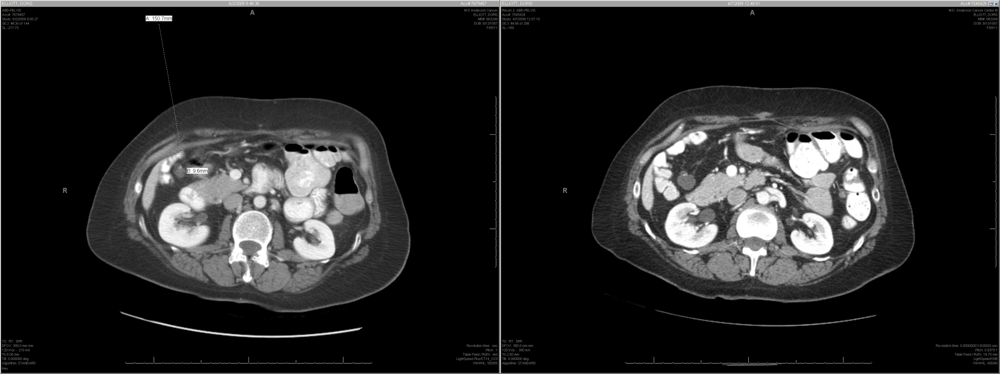 ELLIOTT, DORIS
6/2/2009 9:48:35
Acc#7679457
ABD-PELVIS
Acc# 7679457
Study: 6/2/2009 9:50:27
SE:2 IM:30 of 144
SL:-217.75
A
M D Anderson Cancer
ELLIOTT, DORIS
MR#: 663249
DOB: 8/13/1957
F/051Y
A: 150.7mm
B: 9.6mm
R
TS: RT: SPR:
DFOV: 380.0 mm mm
120 kVp - 210 mA
Th:5.00 mm
Tilt: 0.000000 deg
Algorithm: STANDARD
Key
Revolution time: sec
Pitch: :1
Table Feed / Rot'n: mm
LightSpeed Plus/CT14_OC0
WW/WL: 500/55
ELLIOTT, DORIS
4/7/2009 12:48:51
Acc#7545429
Recon 2: ABD-PELVIS
Acc# 7545429
Study: 4/7/2009 12:57:15
SE:3 IM:56 of 298
SL:-169
A
M.D. Anderson Cancer Center I8
ELLIOTT, DORIS
MR#: 663249
DOB: 8/13/1957
F/051Y
R
TS: RT: SPR:
DFOV: 380.0 mm mm
120 kVp - 300 mA
Th:2.50 mm
Tilt: 0.000000 deg
Algorithm: STANDARD
Revolution time: 0.800000011920929 sec
Pitch: 0.9375:1
Table Feed / Rot'n: 18.75 mm
LightSpeed16/i8
WW/WL: 400/40